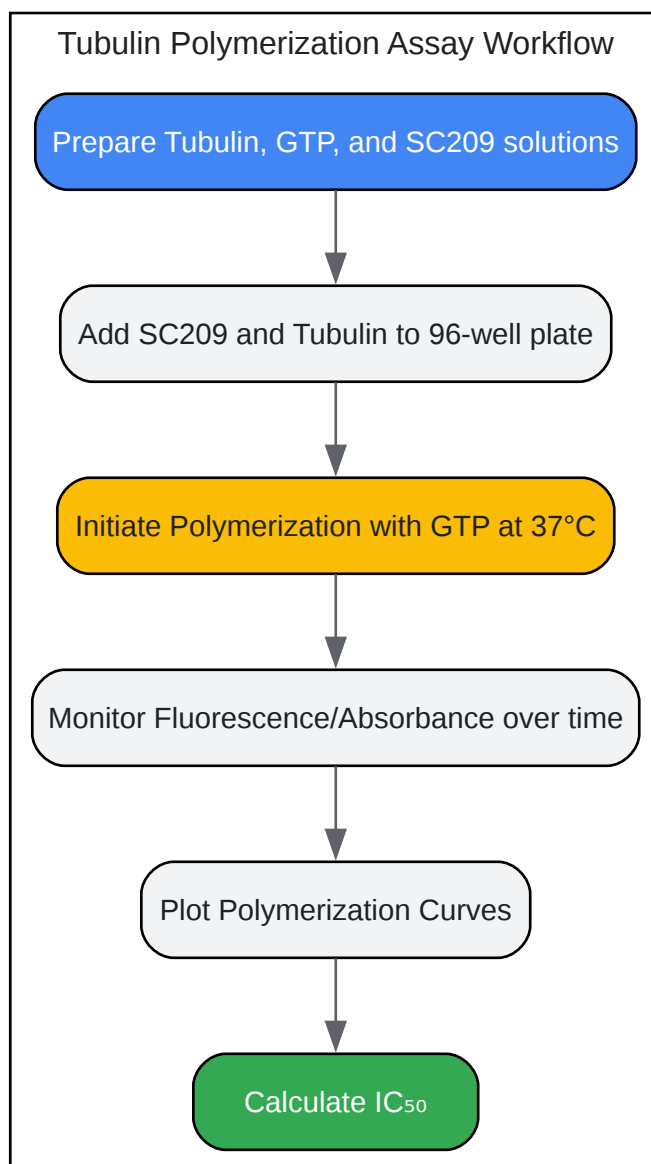 Tubulin Polymerization Assay Workflow
Prepare Tubulin, GTP, and SC209 solutions
Add SC209 and Tubulin to 96-well plate
Initiate Polymerization with GTP at 37°C
Monitor Fluorescence/Absorbance over time
Plot Polymerization Curves
Calculate IC₅₀